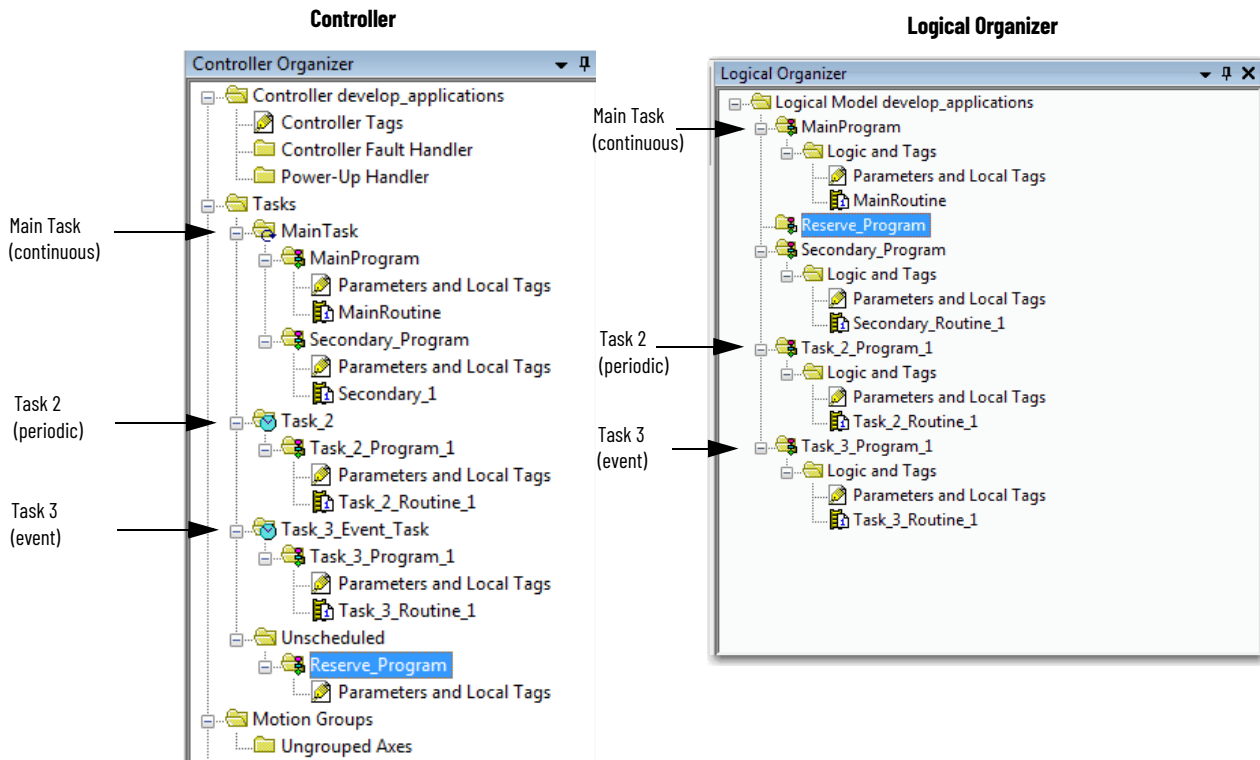 Controller
Logical Organizer
Controller Organizer
Controller develop_applications
Controller Tags
Controller Fault Handler
Power-Up Handler
Tasks
Main Task
(continuous)
MainTask
MainProgram
Parameters and Local Tags
MainRoutine
Secondary_Program
Parameters and Local Tags
Secondary_1
Task 2
(periodic)
Task_2
Task_2_Program_1
Parameters and Local Tags
Task_2_Routine_1
Task 3
(event)
Task_3_Event_Task
Task_3_Program_1
Parameters and Local Tags
Task_3_Routine_1
Unscheduled
Reserve_Program
Parameters and Local Tags
Motion Groups
Ungrouped Axes
Logical Organizer
Logical Model develop_applications
Main Task
(continuous)
MainProgram
Logic and Tags
Parameters and Local Tags
MainRoutine
Reserve_Program
Secondary_Program
Logic and Tags
Parameters and Local Tags
Secondary_Routine_1
Task 2
(periodic)
Task_2_Program_1
Logic and Tags
Parameters and Local Tags
Task_2_Routine_1
Task 3
(event)
Task_3_Program_1
Logic and Tags
Parameters and Local Tags
Task_3_Routine_1